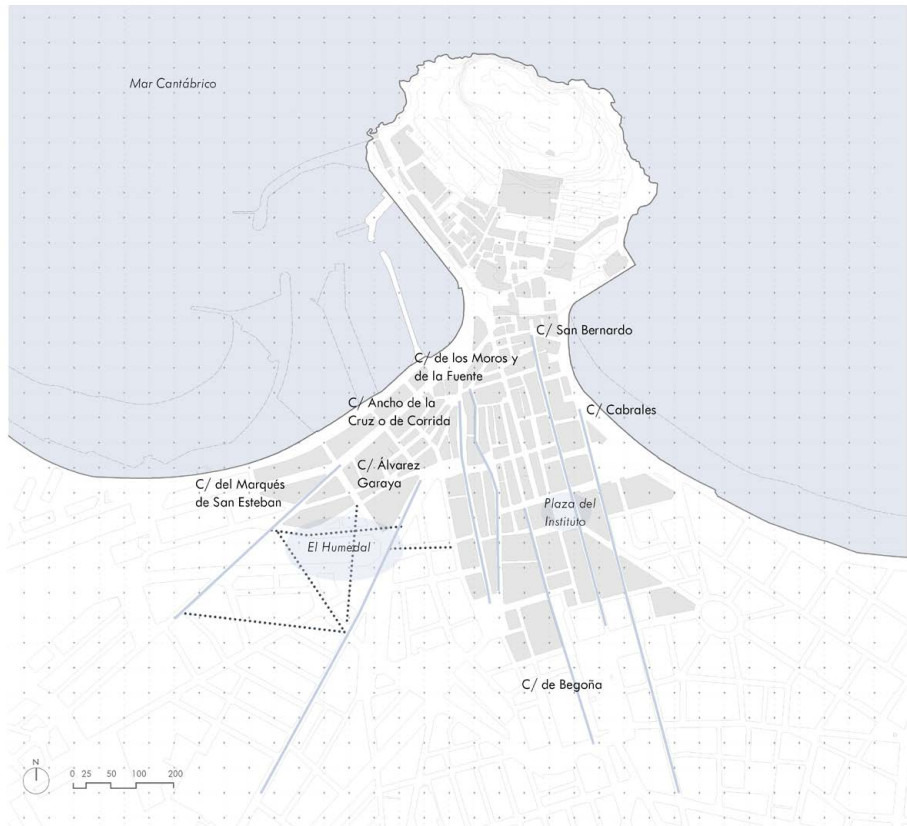 Mar Cantábrico
C/ San Bernardo
C/ de los Moros y
de la Fuente
C/ Ancho de la
Cruz o de Corrida
C/ Cabrales
C/ Álvarez
Garaya
C/ del Marqués
de San Esteban
Plaza del
Instituto
El Humedal
C/ de Begoña
N
0 25 50 100 200